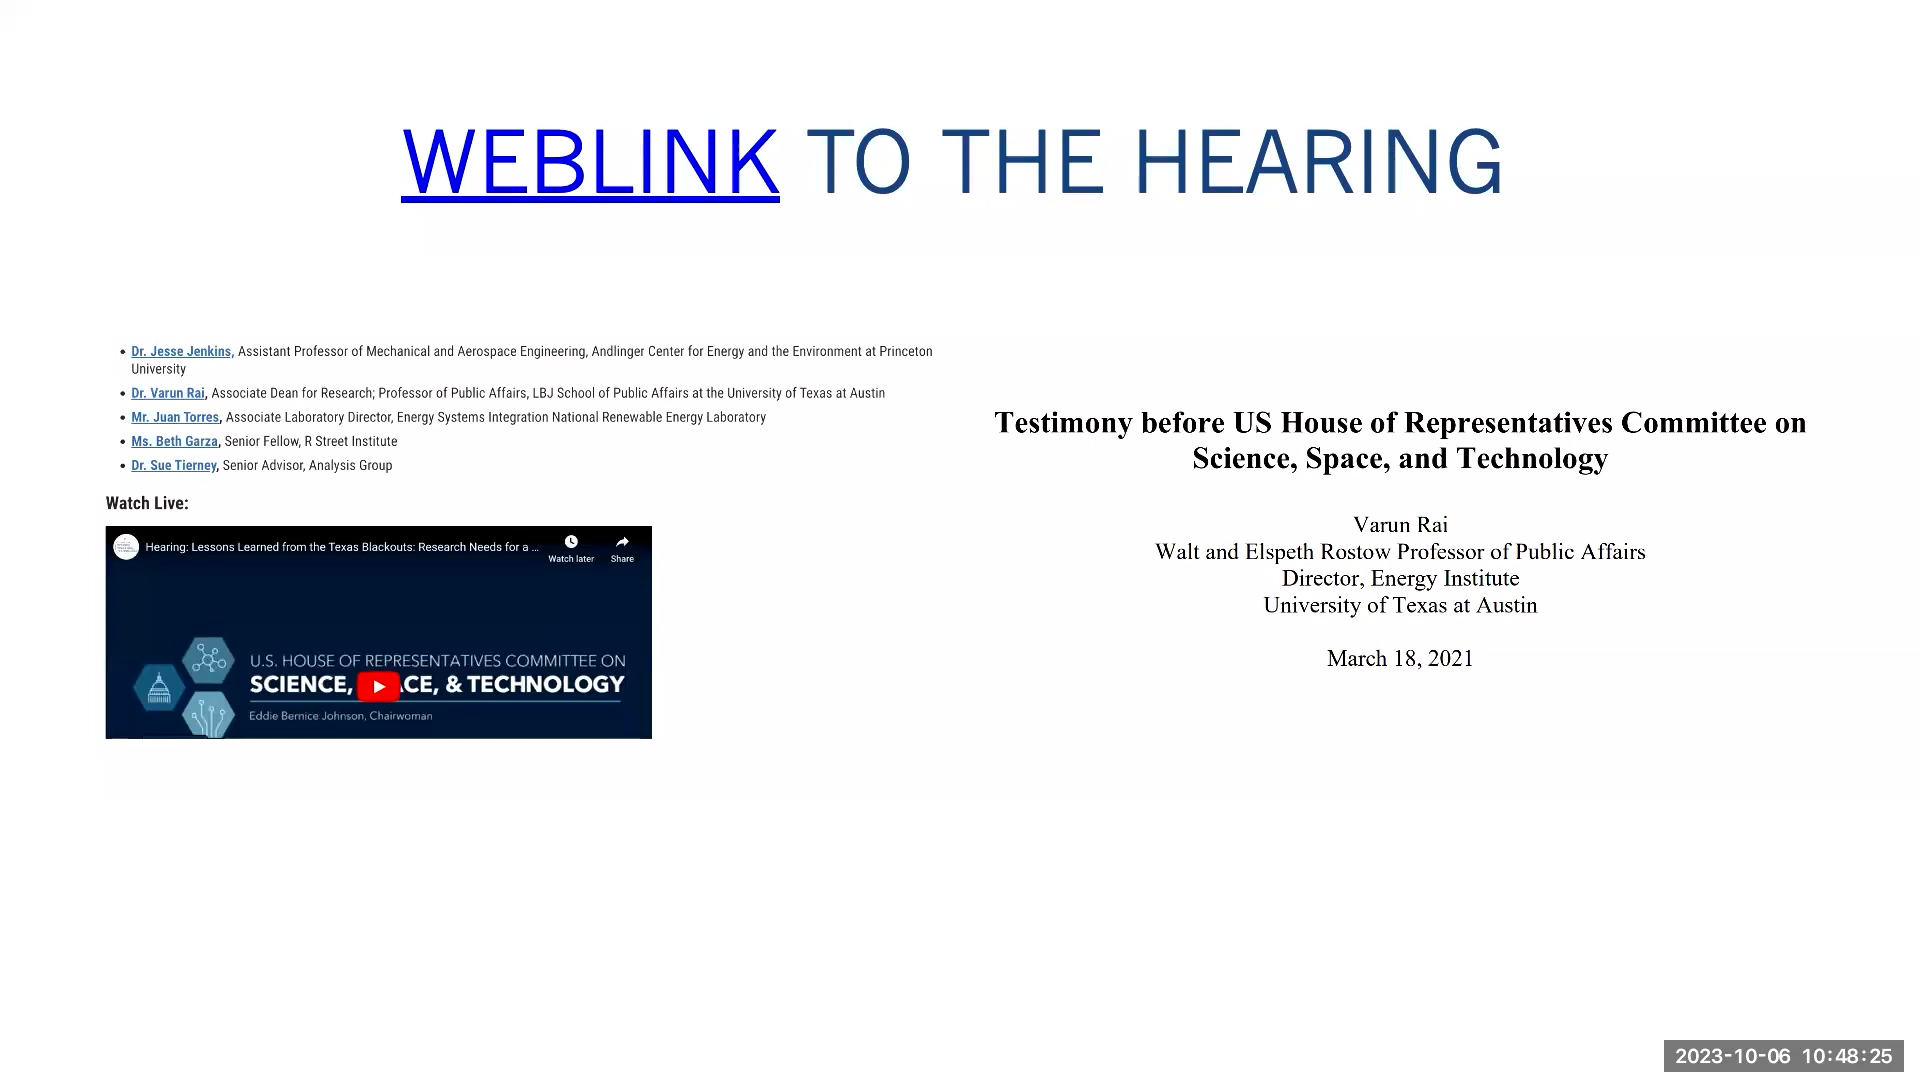 WEBLINK TO THE HEARING
Dr. Jesse Jenkins, Assistant Professor of Mechanical and Aerospace Engineering, Andlinger Center for Energy and the Environment at Princeton
University
Dr. Varun Rai, Associate Dean for Research; Professor of Public Affairs, LBJ School of Public Affairs at the University of Texas at Austin
Mr. Juan Torres, Associate Laboratory Director, Energy Systems Integration National Renewable Energy Laboratory
Ms. Beth Garza, Senior Fellow, R Street Institute
Dr. Sue Tierney, Senior Advisor, Analysis Group
Watch Live:
Hearing: Lessons Learned from the Texas Blackouts: Research Needs for a ...
Watch later
Share
U.S. HOUSE OF REPRESENTATIVES COMMITTEE ON
SCIENCE, CE, & TECHNOLOGY
Eddie Bernice Johnson, Chairwoman
Testimony before US House of Representatives Committee on
Science, Space, and Technology
Varun Rai
Walt and Elspeth Rostow Professor of Public Affairs
Director, Energy Institute
University of Texas at Austin
March 18, 2021
2023-10-06 10:48:25